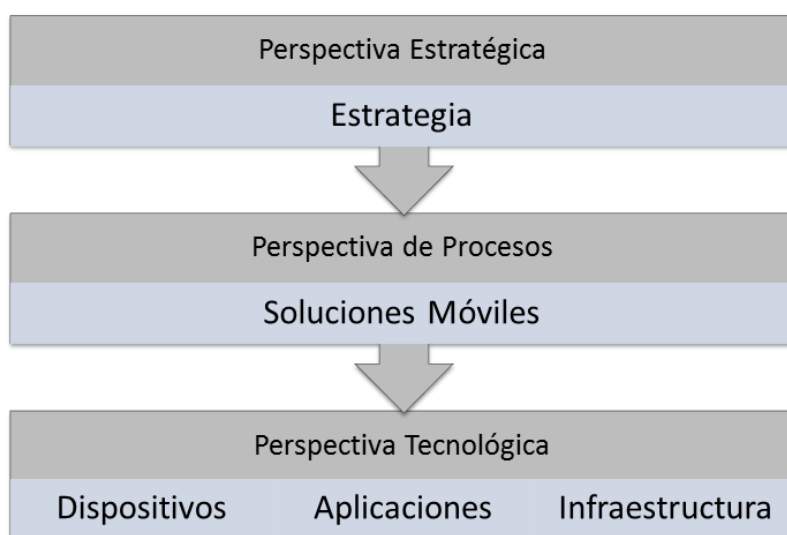 Perspectiva Estratégica
Estrategia
Perspectiva de Procesos
Soluciones Móviles
Perspectiva Tecnológica
Dispositivos Aplicaciones Infraestructura